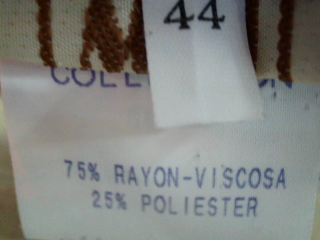 44
75% RAYON-VISCOSA
25% POLIESTER